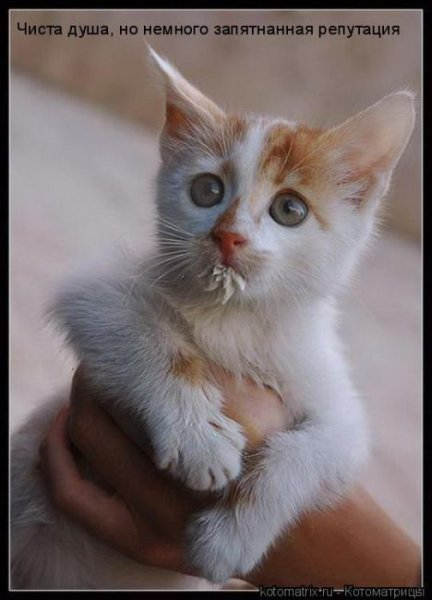 Чиста душа, но немного запятнанная репутация
kotomatrix.ru - Котоматрицы